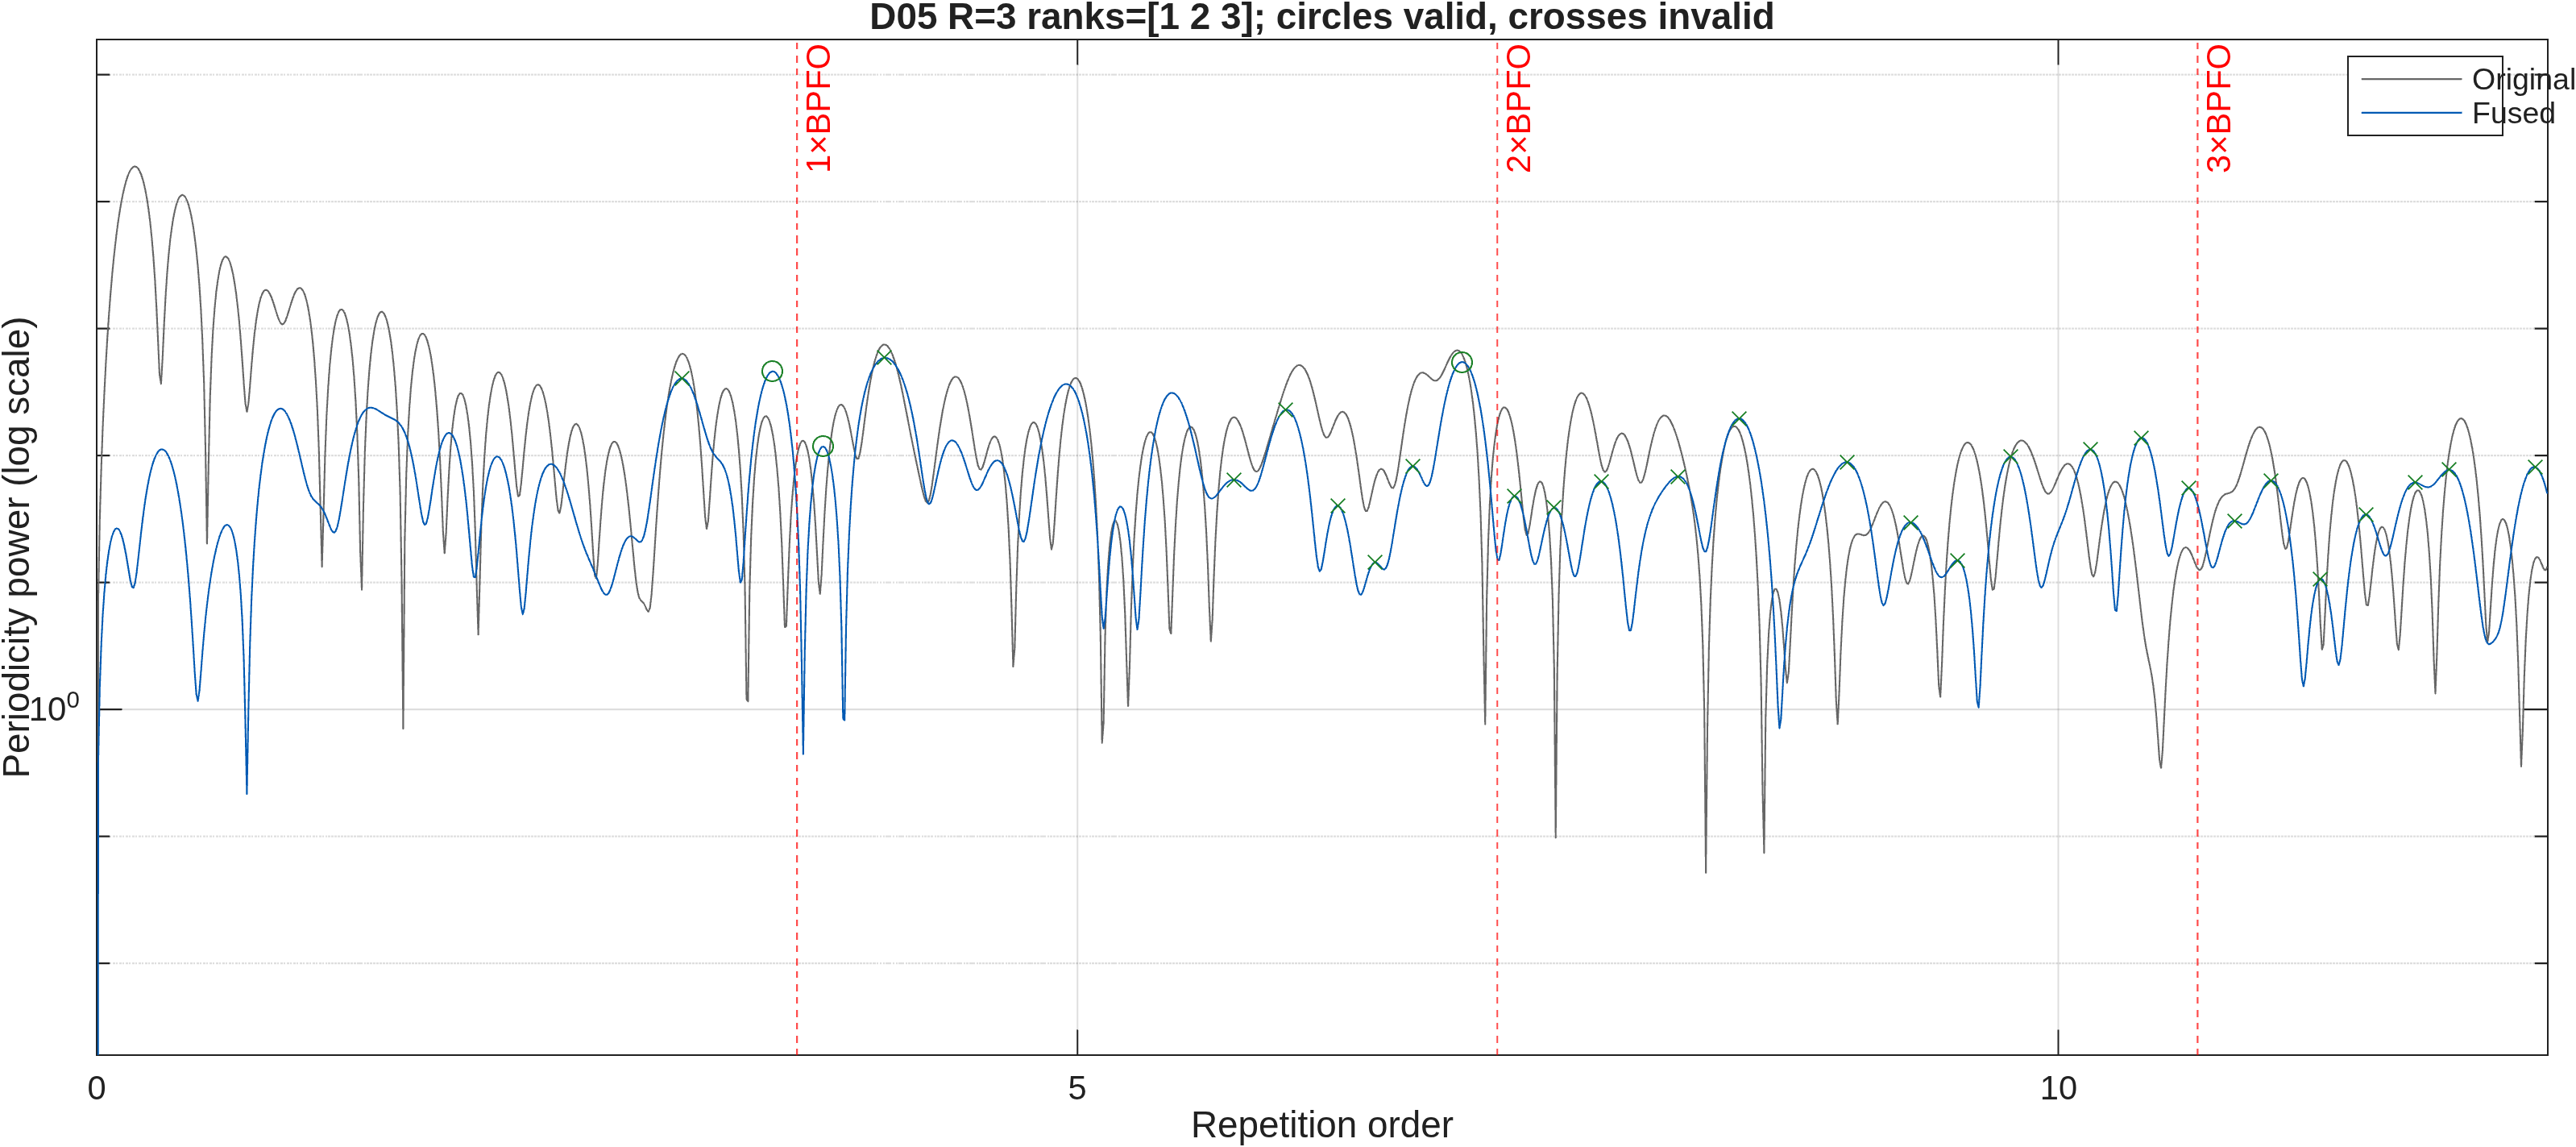 D05 R=3 ranks=[1 2 3]; circles valid, crosses invalid
1×BPFO
2×BPFO
3×BPFO
Original
Fused
Periodicity power (log scale)
10⁰
0
5
10
Repetition order